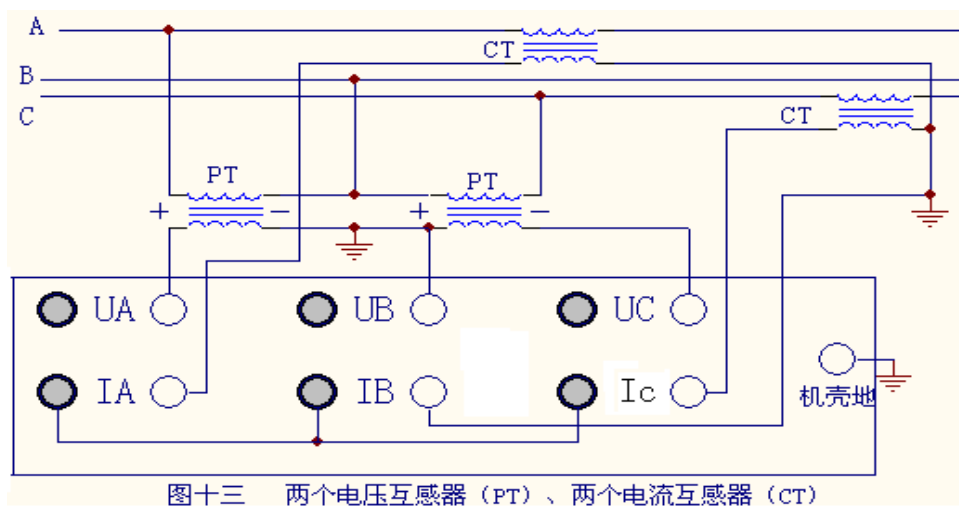 A
CT
B
C
CT
PT
PT
+ −
+ −
UA UB UC
IA IB Ic
机壳地
图十三 两个电压互感器（PT）、两个电流互感器（CT）